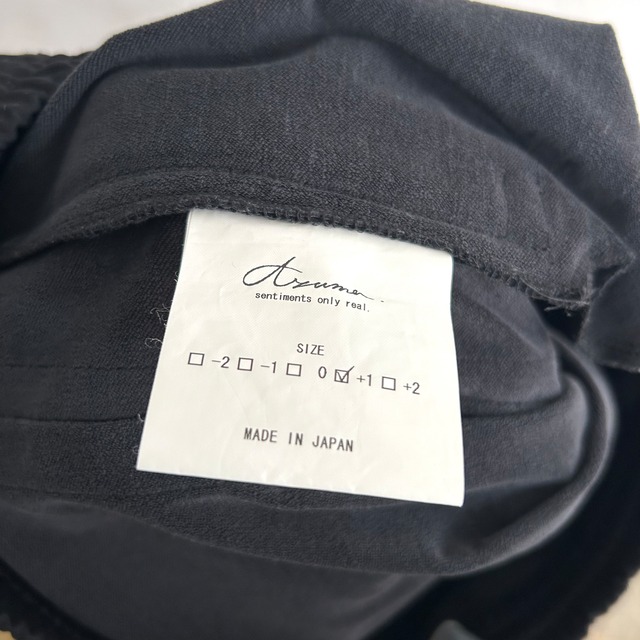 Azuma.
sentiments only real.
SIZE
☐ -2 ☐ -1 ☐ 0 ☑ +1 ☐ +2
MADE IN JAPAN